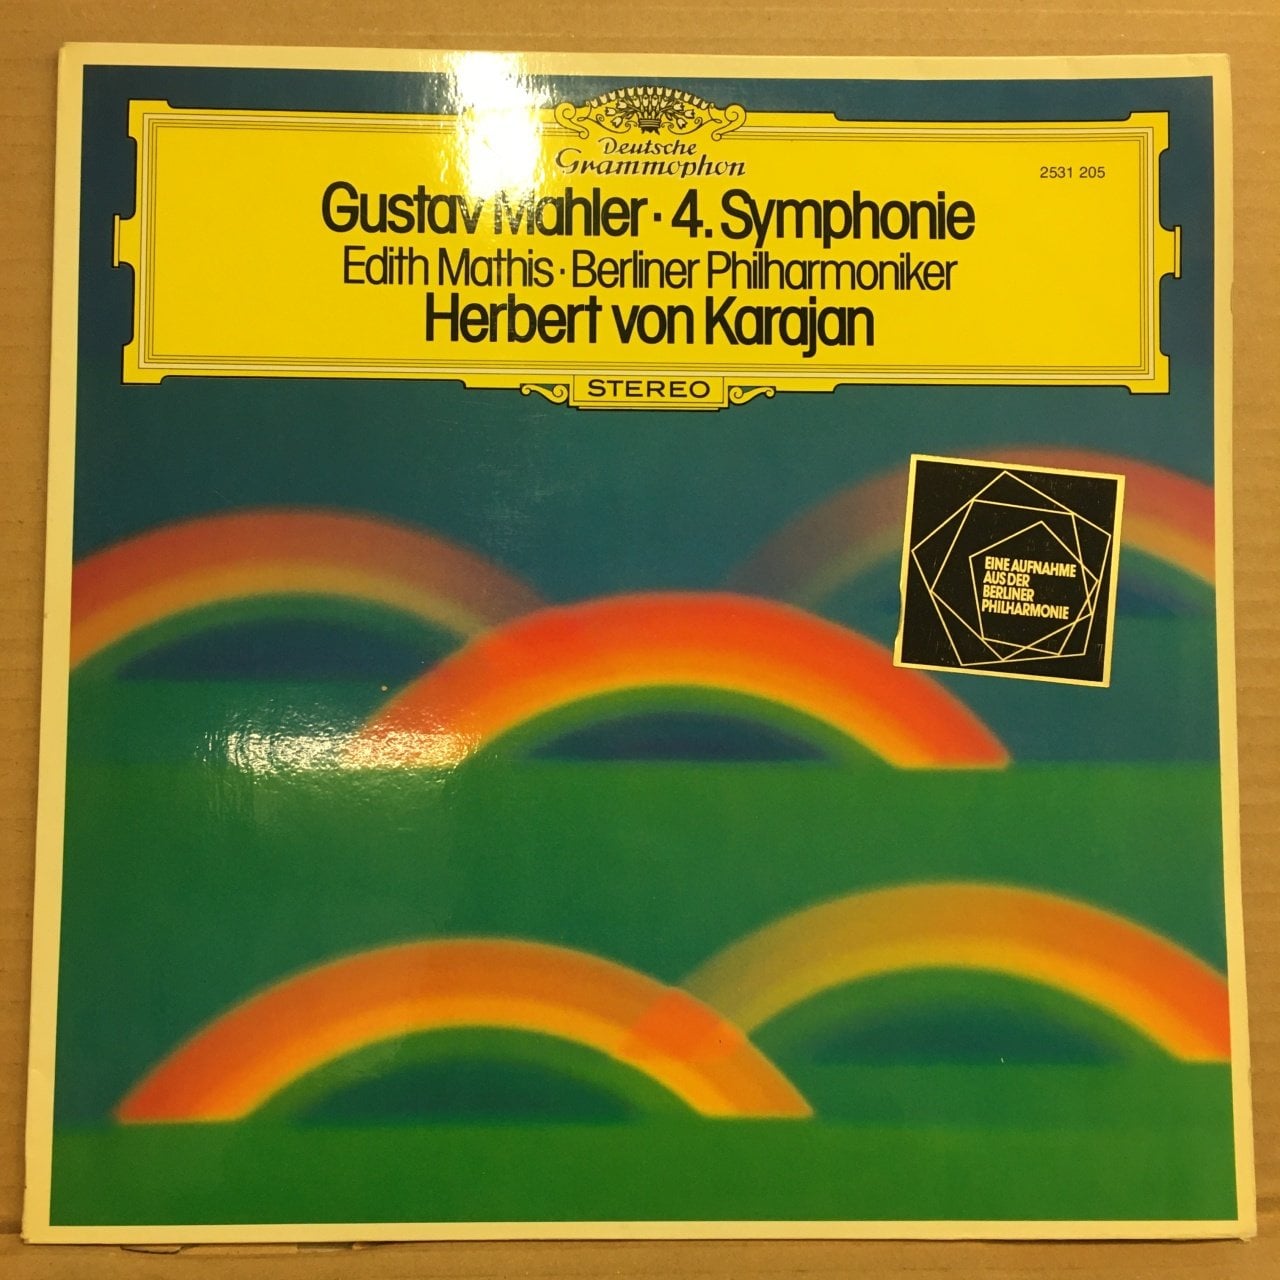 Deutsche
Grammophon
2531 205
Gustav Mahler · 4. Symphonie
Edith Mathis · Berliner Philharmoniker
Herbert von Karajan
STEREO
EINE AUFNAHME
AUS DER
BERLINER
PHILHARMONIE